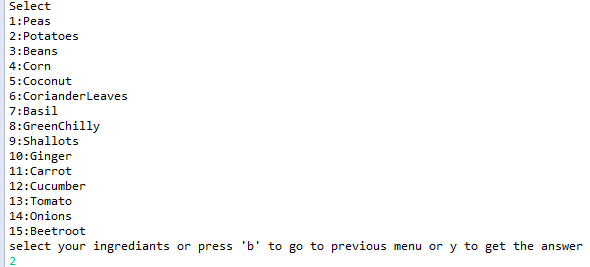 Select
1:Peas
2:Potatoes
3:Beans
4:Corn
5:Coconut
6:CorianderLeaves
7:Basil
8:GreenChilly
9:Shallots
10:Ginger
11:Carrot
12:Cucumber
13:Tomato
14:Onions
15:Beetroot
select your ingrediants or press 'b' to go to previous menu or y to get the answer
2